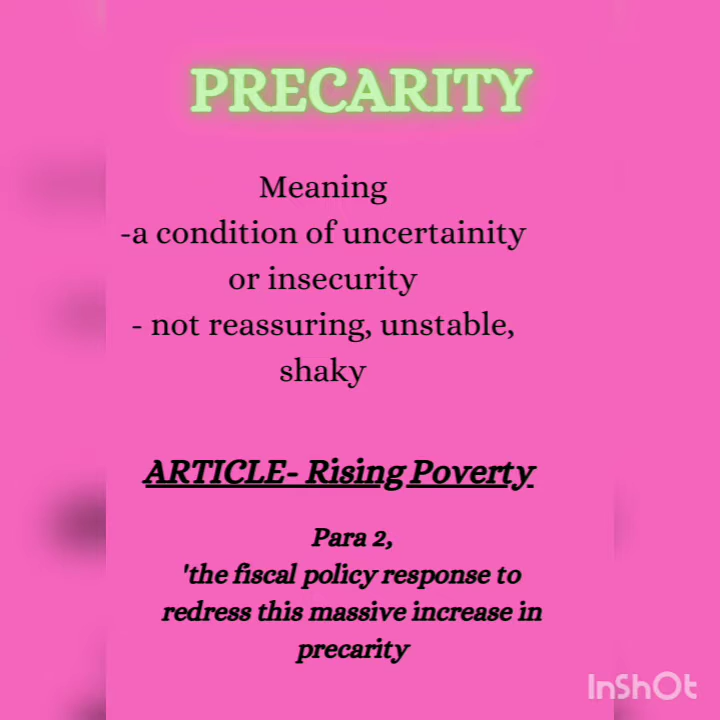 PRECARITY
Meaning
-a condition of uncertainity
or insecurity
- not reassuring, unstable,
shaky
ARTICLE- Rising Poverty
Para 2,
'the fiscal policy response to
redress this massive increase in
precarity
InShOt